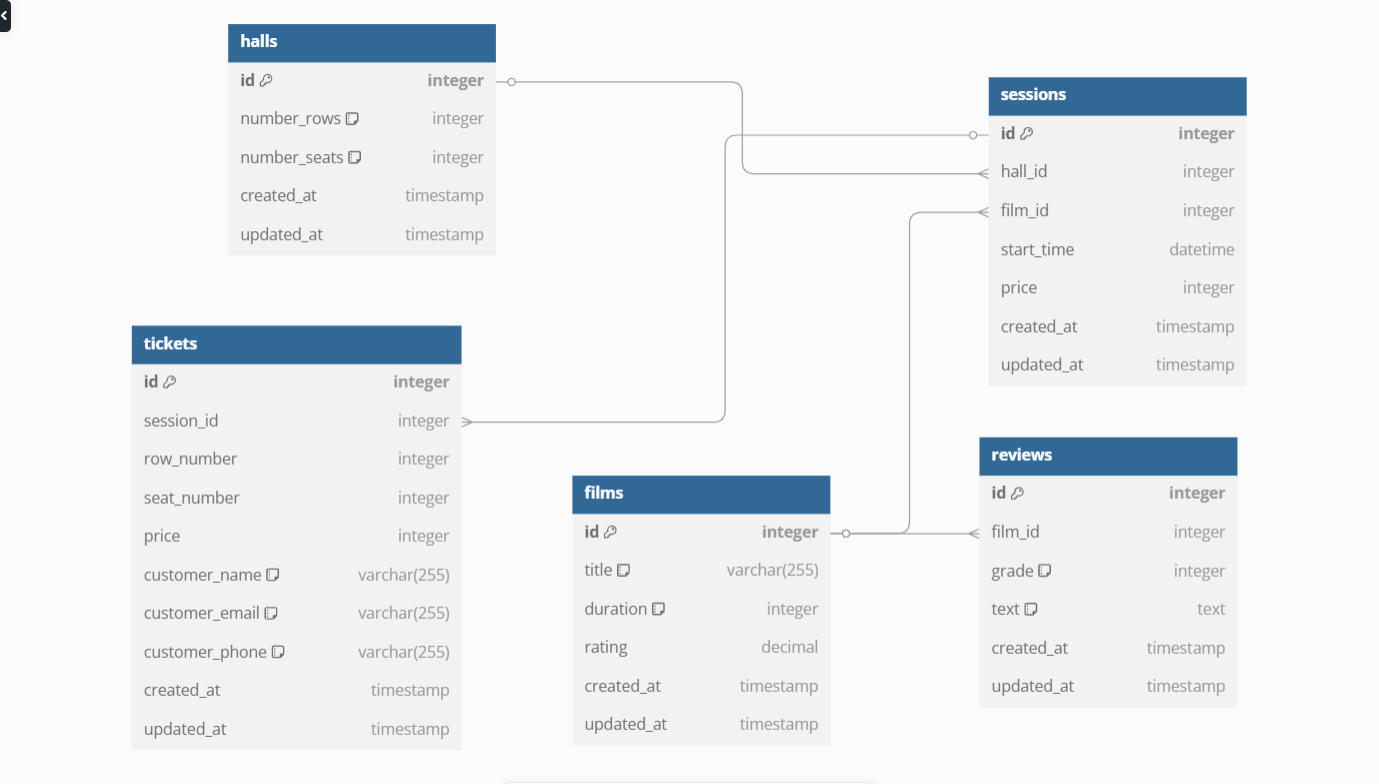 halls
id integer
number_rows integer
number_seats integer
created_at timestamp
updated_at timestamp
sessions
id integer
hall_id integer
film_id integer
start_time datetime
price integer
created_at timestamp
updated_at timestamp
tickets
id integer
session_id integer
row_number integer
seat_number integer
price integer
customer_name varchar(255)
customer_email varchar(255)
customer_phone varchar(255)
created_at timestamp
updated_at timestamp
films
id integer
title varchar(255)
duration integer
rating decimal
created_at timestamp
updated_at timestamp
reviews
id integer
film_id integer
grade integer
text text
created_at timestamp
updated_at timestamp